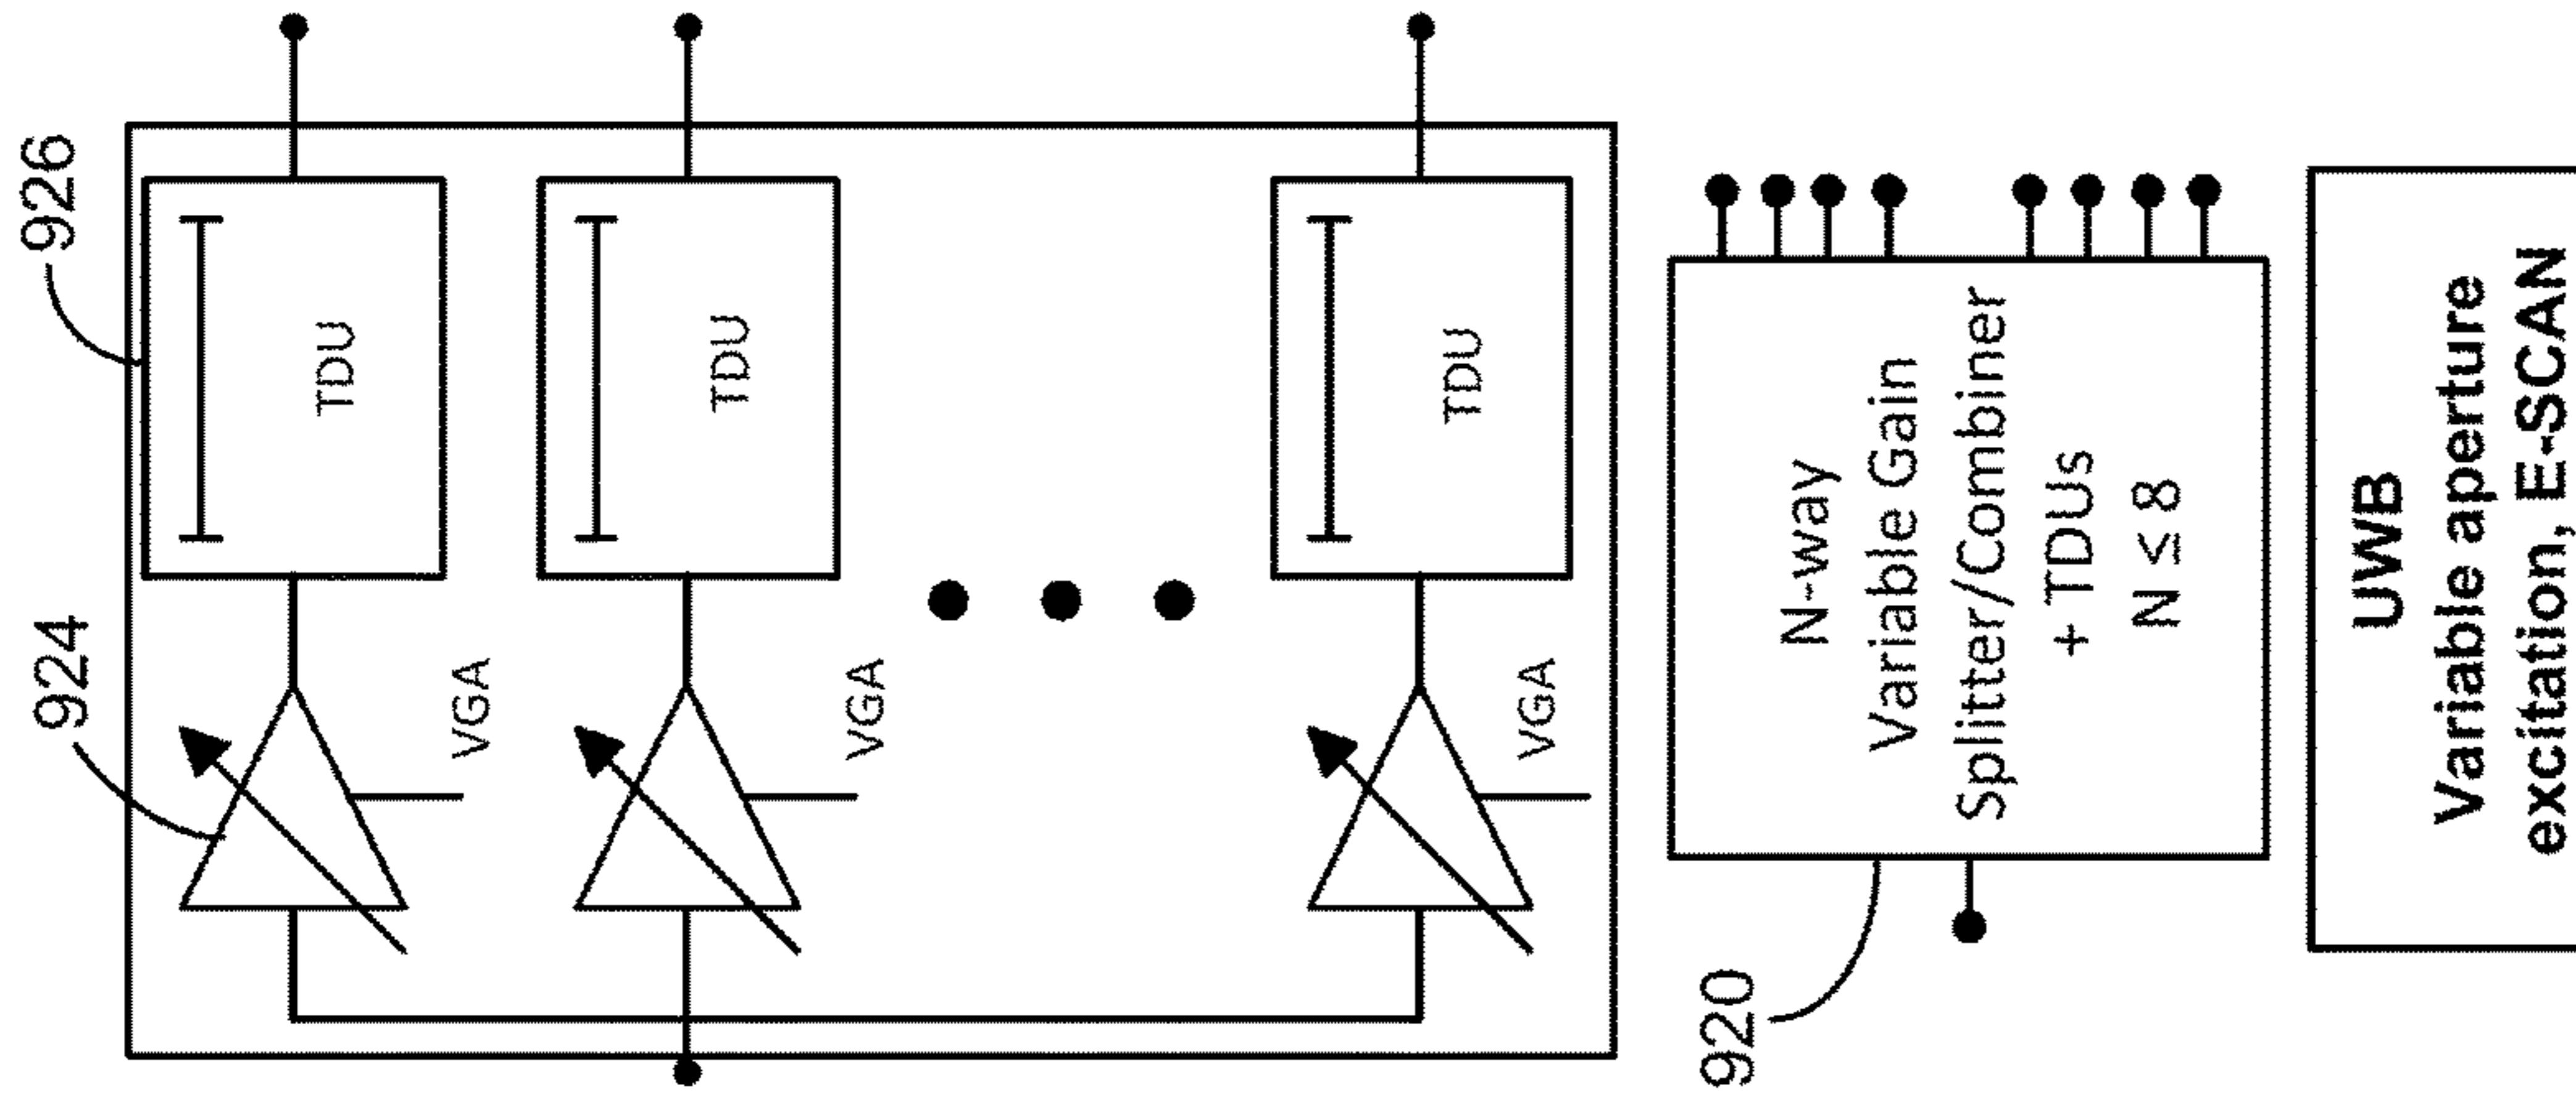 926
924
TDU
VGA
TDU
VGA
TDU
VGA
920
N-way
Variable Gain
Splitter/Combiner
+ TDUs
N ≤ 8
UWB
Variable aperture
excitation, E-SCAN